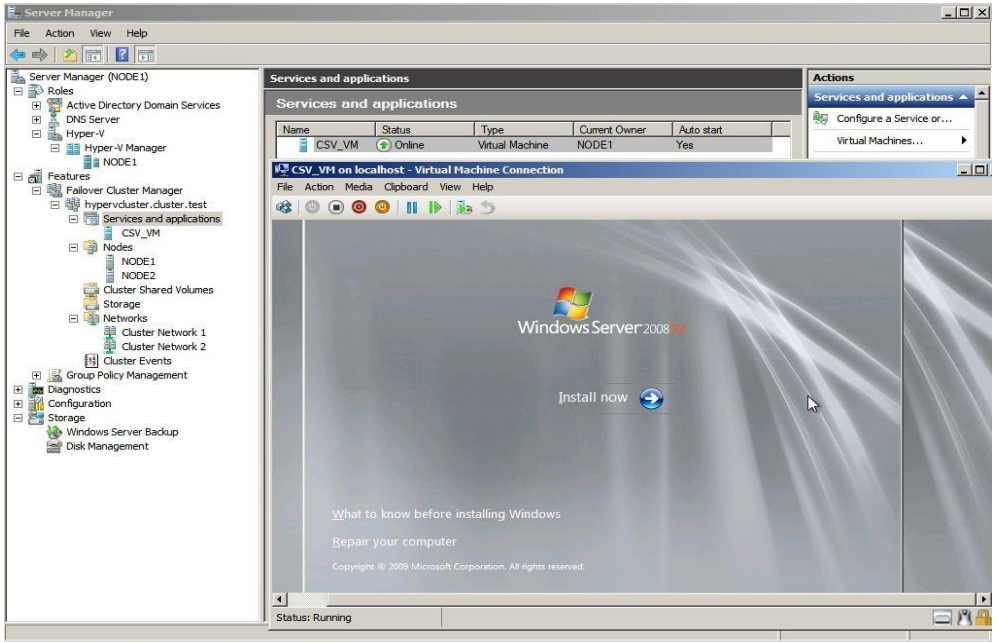 Server Manager
File Action View Help
Server Manager (NODE1)
Roles
Active Directory Domain Services
DNS Server
Hyper-V
Hyper-V Manager
NODE1
Features
Failover Cluster Manager
hypervcluster.cluster.test
Services and applications
CSV_VM
Nodes
NODE1
NODE2
Cluster Shared Volumes
Storage
Networks
Cluster Network 1
Cluster Network 2
Cluster Events
Group Policy Management
Diagnostics
Configuration
Storage
Windows Server Backup
Disk Management
Services and applications
Services and applications
Name Status Type Current Owner Auto start
CSV_VM Online Virtual Machine NODE1 Yes
Actions
Services and applications
Configure a Service or...
Virtual Machines...
CSV_VM on localhost - Virtual Machine Connection
File Action Media Clipboard View Help
Windows Server 2008 R2
Install now
What to know before installing Windows
Repair your computer
Copyright © 2009 Microsoft Corporation. All rights reserved.
Status: Running